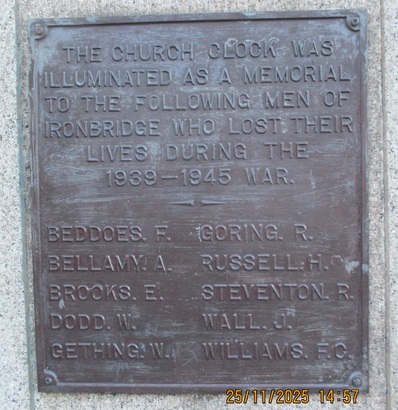 THE CHURCH CLOCK WAS
ILLUMINATED AS A MEMORIAL
TO THE FOLLOWING MEN OF
IRONBRIDGE WHO LOST THEIR
LIVES DURING THE
1939–1945 WAR.
BEDDOES. F. GORING. R.
BELLAMY. A. RUSSELL. H.
BROOKS. E. STEVENTON. R.
DODD. W. WALL. J.
GETHING. W. WILLIAMS. F.C.
25/11/2025 14:57